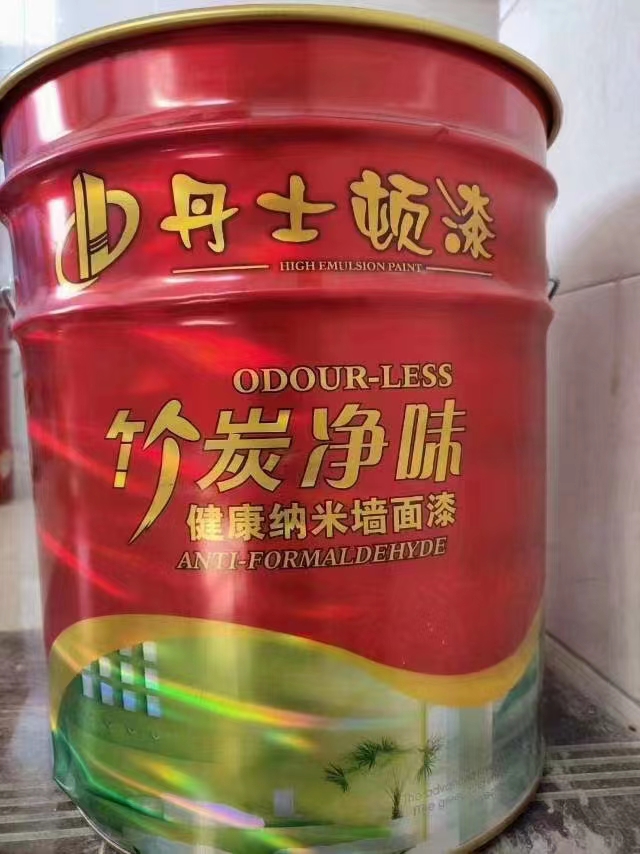 丹士顿漆
HIGH EMULSION PAINT
ODOUR-LESS
竹炭净味
健康纳米墙面漆
ANTI-FORMALDEHYDE